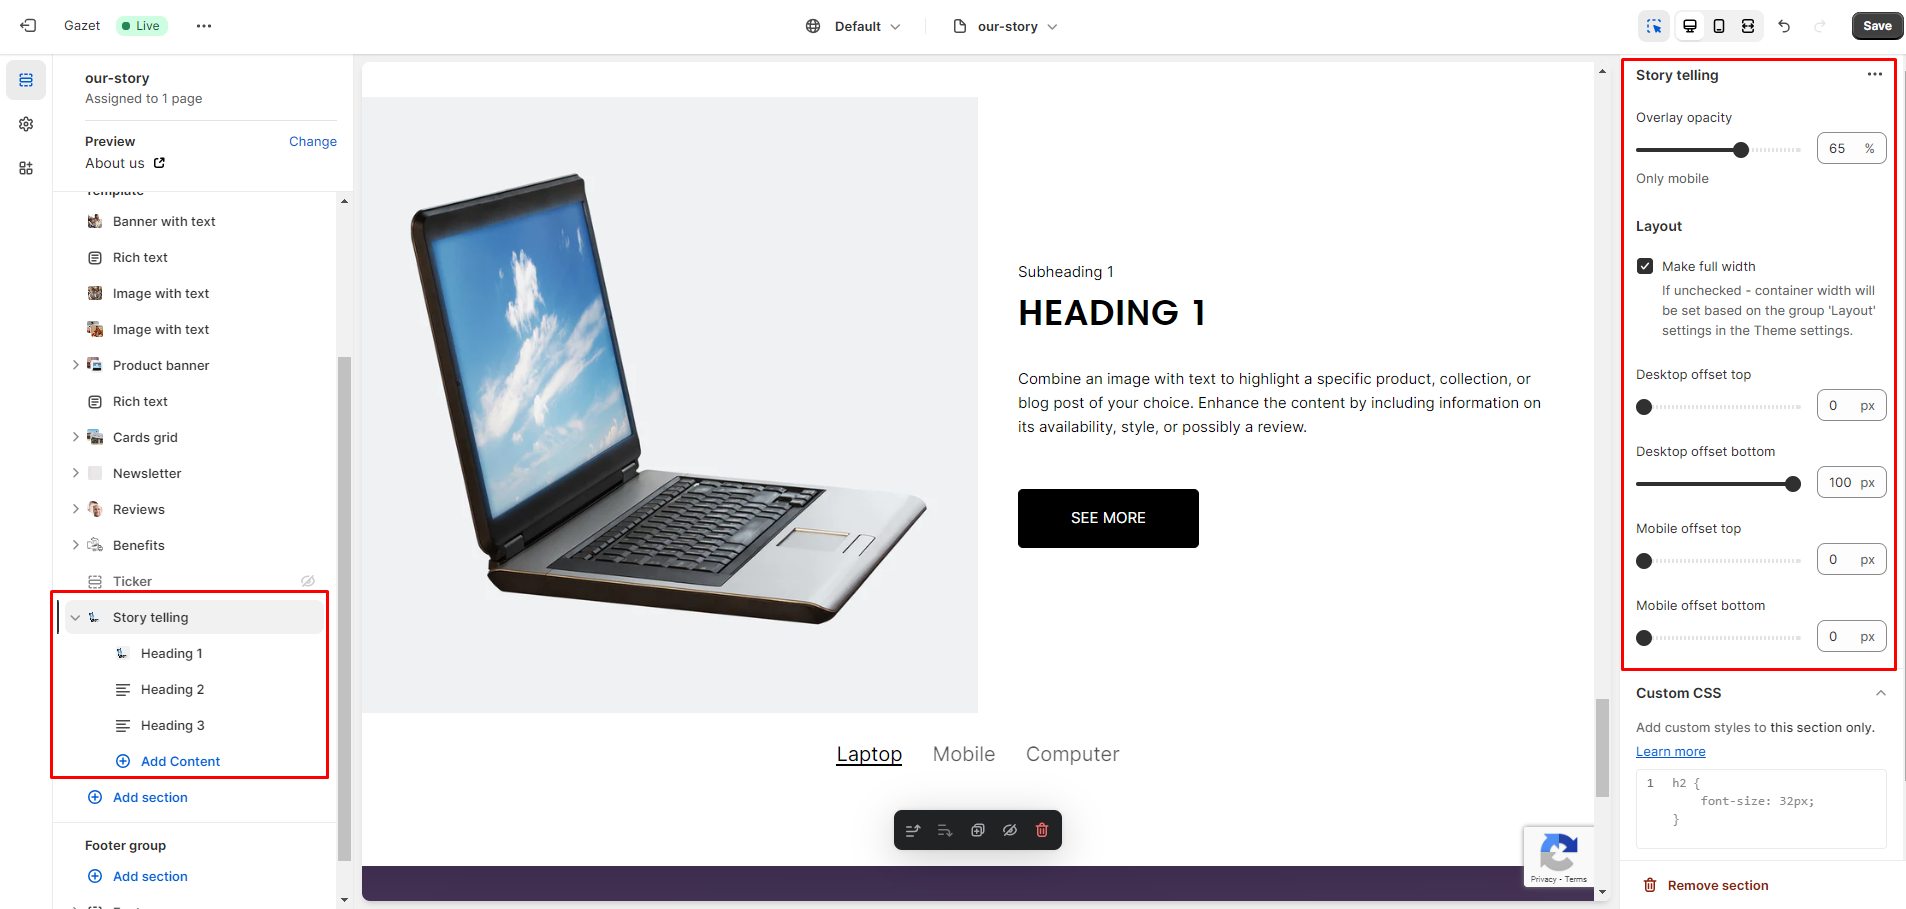 Gazet
Live
Default
our-story
Save
our-story
Assigned to 1 page
Preview
Change
About us
Template
Banner with text
Rich text
Image with text
Image with text
Product banner
Rich text
Cards grid
Newsletter
Reviews
Benefits
Ticker
Story telling
Heading 1
Heading 2
Heading 3
Add Content
Add section
Footer group
Add section
Subheading 1
HEADING 1
Combine an image with text to highlight a specific product, collection, or
blog post of your choice. Enhance the content by including information on
its availability, style, or possibly a review.
SEE MORE
Laptop Mobile Computer
Privacy - Terms
Story telling
Overlay opacity
65 %
Only mobile
Layout
Make full width
If unchecked - container width will
be set based on the group 'Layout'
settings in the Theme settings.
Desktop offset top
0 px
Desktop offset bottom
100 px
Mobile offset top
0 px
Mobile offset bottom
0 px
Custom CSS
Add custom styles to this section only.
Learn more
1 h2 {
font-size: 32px;
}
Remove section